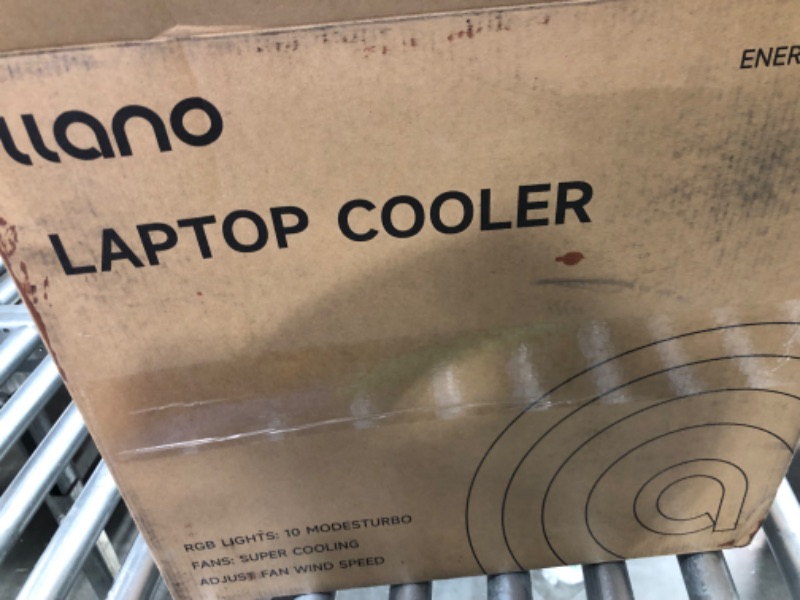 llano
ENER
LAPTOP COOLER
RGB LIGHTS: 10 MODESTURBO
FANS: SUPER COOLING
ADJUST FAN WIND SPEED